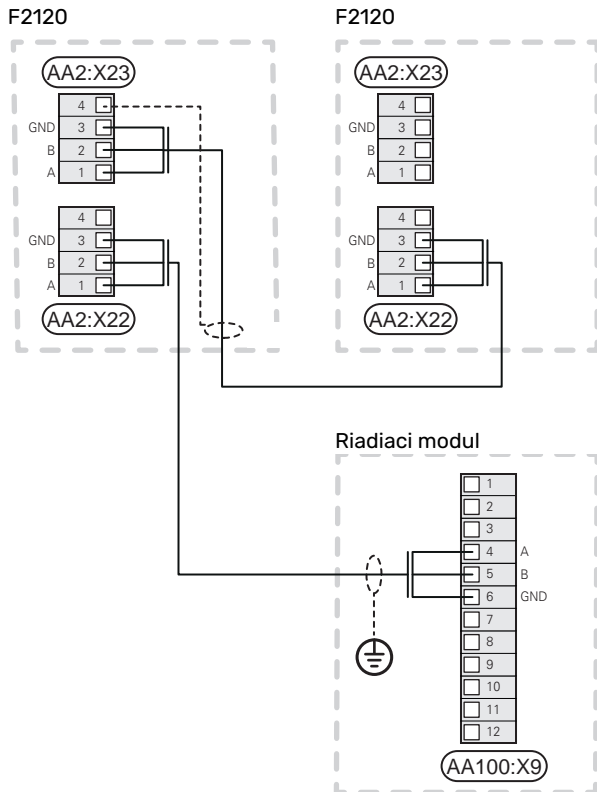 F2120
F2120
AA2:X23
4
GND 3
B 2
A 1
4
GND 3
B 2
A 1
AA2:X22
AA2:X23
4
GND 3
B 2
A 1
4
GND 3
B 2
A 1
AA2:X22
Riadiaci modul
1
2
3
4 A
5 B
6 GND
7
8
9
10
11
12
AA100:X9